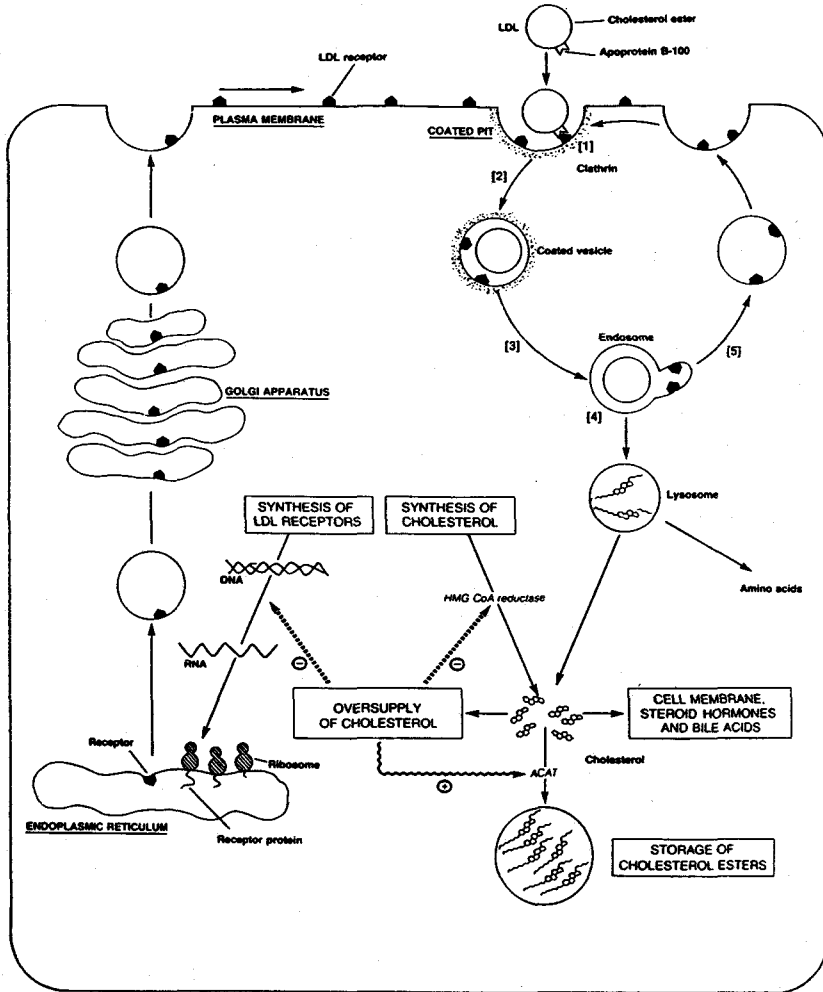 LDL
Cholesterol ester
Apoprotein B-100
LDL receptor
PLASMA MEMBRANE
COATED PIT
[1]
Clathrin
[2]
Coated vesicle
[3]
Endosome
[5]
[4]
GOLGI APPARATUS
Lysosome
SYNTHESIS OF
LDL RECEPTORS
SYNTHESIS OF
CHOLESTEROL
Amino acids
DNA
HMG CoA reductase
RNA
⊖
⊖
OVERSUPPLY
OF CHOLESTEROL
CELL MEMBRANE,
STEROID HORMONES
AND BILE ACIDS
Receptor
Ribosome
Cholesterol
ACAT
⊕
ENDOPLASMIC RETICULUM
Receptor protein
STORAGE OF
CHOLESTEROL ESTERS